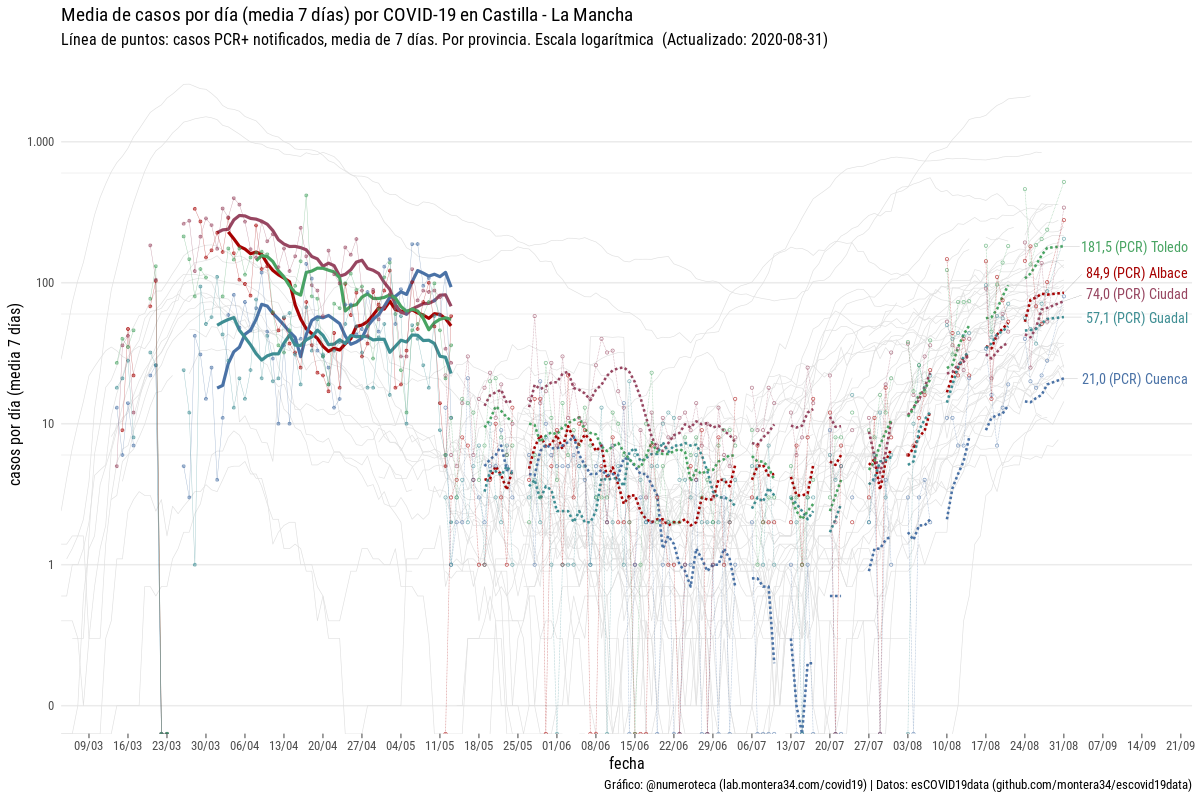 Media de casos por día (media 7 días) por COVID-19 en Castilla - La Mancha
Línea de puntos: casos PCR+ notificados, media de 7 días. Por provincia. Escala logarítmica (Actualizado: 2020-08-31)
casos por día (media 7 días)
1.000
100
10
1
0
181,5 (PCR) Toledo
84,9 (PCR) Albace
74,0 (PCR) Ciudad
57,1 (PCR) Guadal
21,0 (PCR) Cuenca
09/03 16/03 23/03 30/03 06/04 13/04 20/04 27/04 04/05 11/05 18/05 25/05 01/06 08/06 15/06 22/06 29/06 06/07 13/07 20/07 27/07 03/08 10/08 17/08 24/08 31/08 07/09 14/09 21/09
fecha
Gráfico: @numeroteca (lab.montera34.com/covid19) | Datos: esCOVID19data (github.com/montera34/escovid19data)